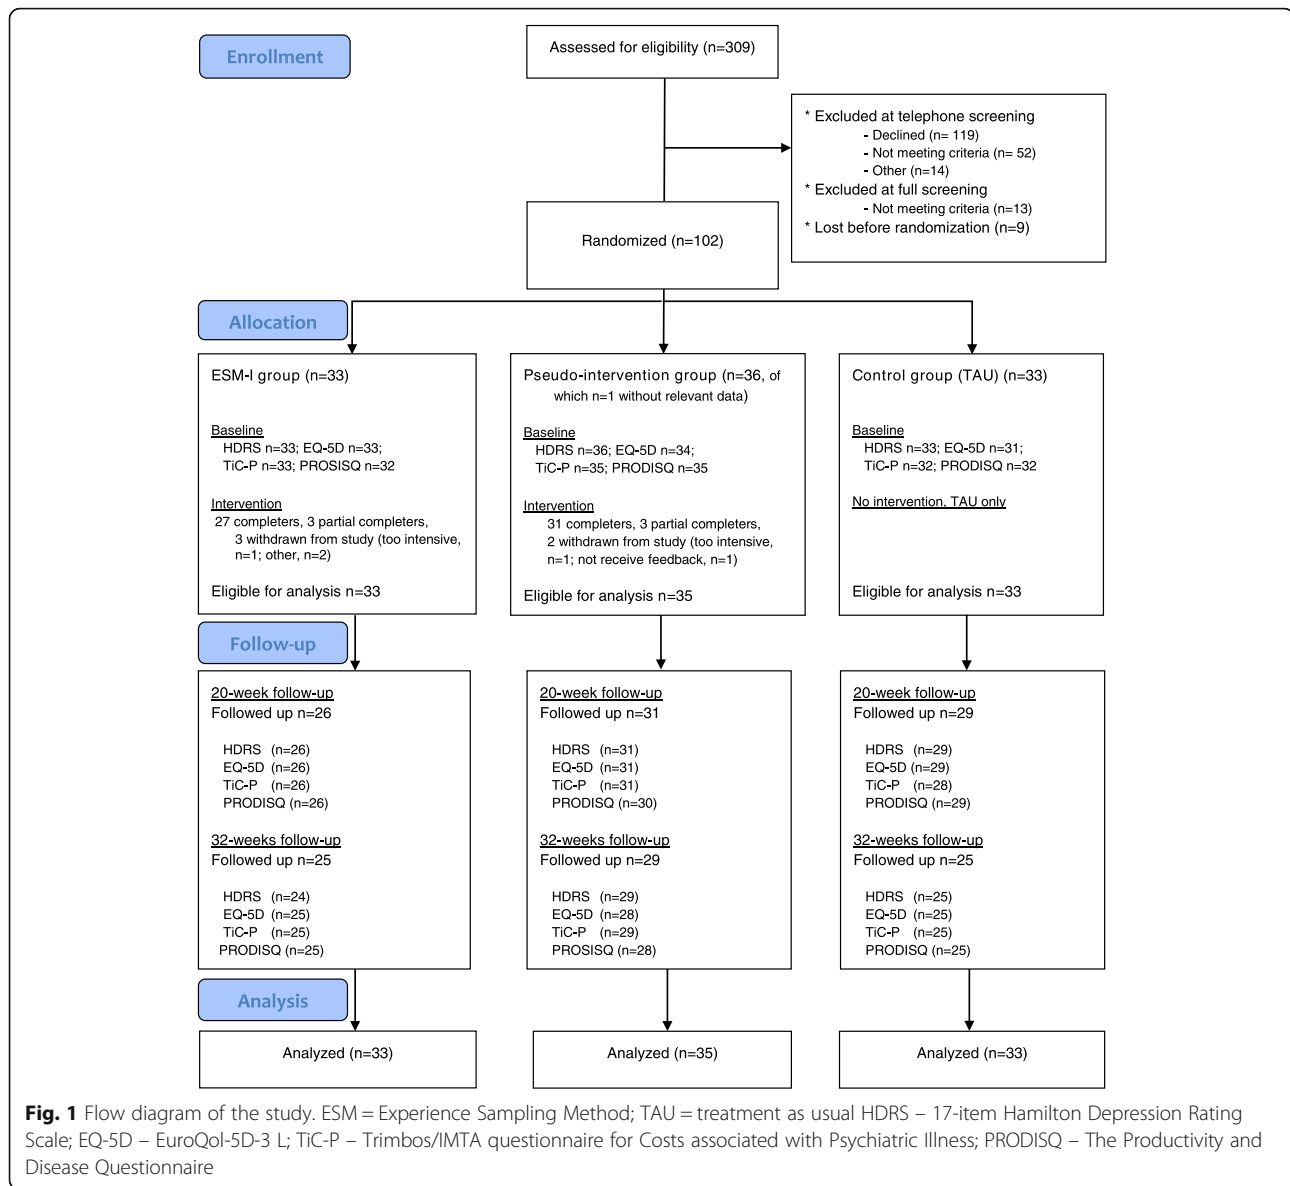 Enrollment
Assessed for eligibility (n=309)
* Excluded at telephone screening
- Declined (n= 119)
- Not meeting criteria (n= 52)
- Other (n=14)
* Excluded at full screening
- Not meeting criteria (n=13)
* Lost before randomization (n=9)
Randomized (n=102)
Allocation
ESM-I group (n=33)
Baseline
HDRS n=33; EQ-5D n=33;
TiC-P n=33; PROSISQ n=32
Intervention
27 completers, 3 partial completers,
3 withdrawn from study (too intensive,
n=1; other, n=2)
Eligible for analysis n=33
Pseudo-intervention group (n=36, of
which n=1 without relevant data)
Baseline
HDRS n=36; EQ-5D n=34;
TiC-P n=35; PRODISQ n=35
Intervention
31 completers, 3 partial completers,
2 withdrawn from study (too intensive,
n=1; not receive feedback, n=1)
Eligible for analysis n=35
Control group (TAU) (n=33)
Baseline
HDRS n=33; EQ-5D n=31;
TiC-P n=32; PRODISQ n=32
No intervention, TAU only
Eligible for analysis n=33
Follow-up
20-week follow-up
Followed up n=26
HDRS (n=26)
EQ-5D (n=26)
TiC-P (n=26)
PRODISQ (n=26)
32-weeks follow-up
Followed up n=25
HDRS (n=24)
EQ-5D (n=25)
TiC-P (n=25)
PRODISQ (n=25)
20-week follow-up
Followed up n=31
HDRS (n=31)
EQ-5D (n=31)
TiC-P (n=31)
PRODISQ (n=30)
32-weeks follow-up
Followed up n=29
HDRS (n=29)
EQ-5D (n=28)
TiC-P (n=29)
PROSISQ (n=28)
20-week follow-up
Followed up n=29
HDRS (n=29)
EQ-5D (n=29)
TiC-P (n=28)
PRODISQ (n=29)
32-weeks follow-up
Followed up n=25
HDRS (n=25)
EQ-5D (n=25)
TiC-P (n=25)
PRODISQ (n=25)
Analysis
Analyzed (n=33)
Analyzed (n=35)
Analyzed (n=33)
Fig. 1 Flow diagram of the study. ESM = Experience Sampling Method; TAU = treatment as usual HDRS – 17-item Hamilton Depression Rating
Scale; EQ-5D – EuroQol-5D-3 L; TiC-P – Trimbos/IMTA questionnaire for Costs associated with Psychiatric Illness; PRODISQ – The Productivity and
Disease Questionnaire